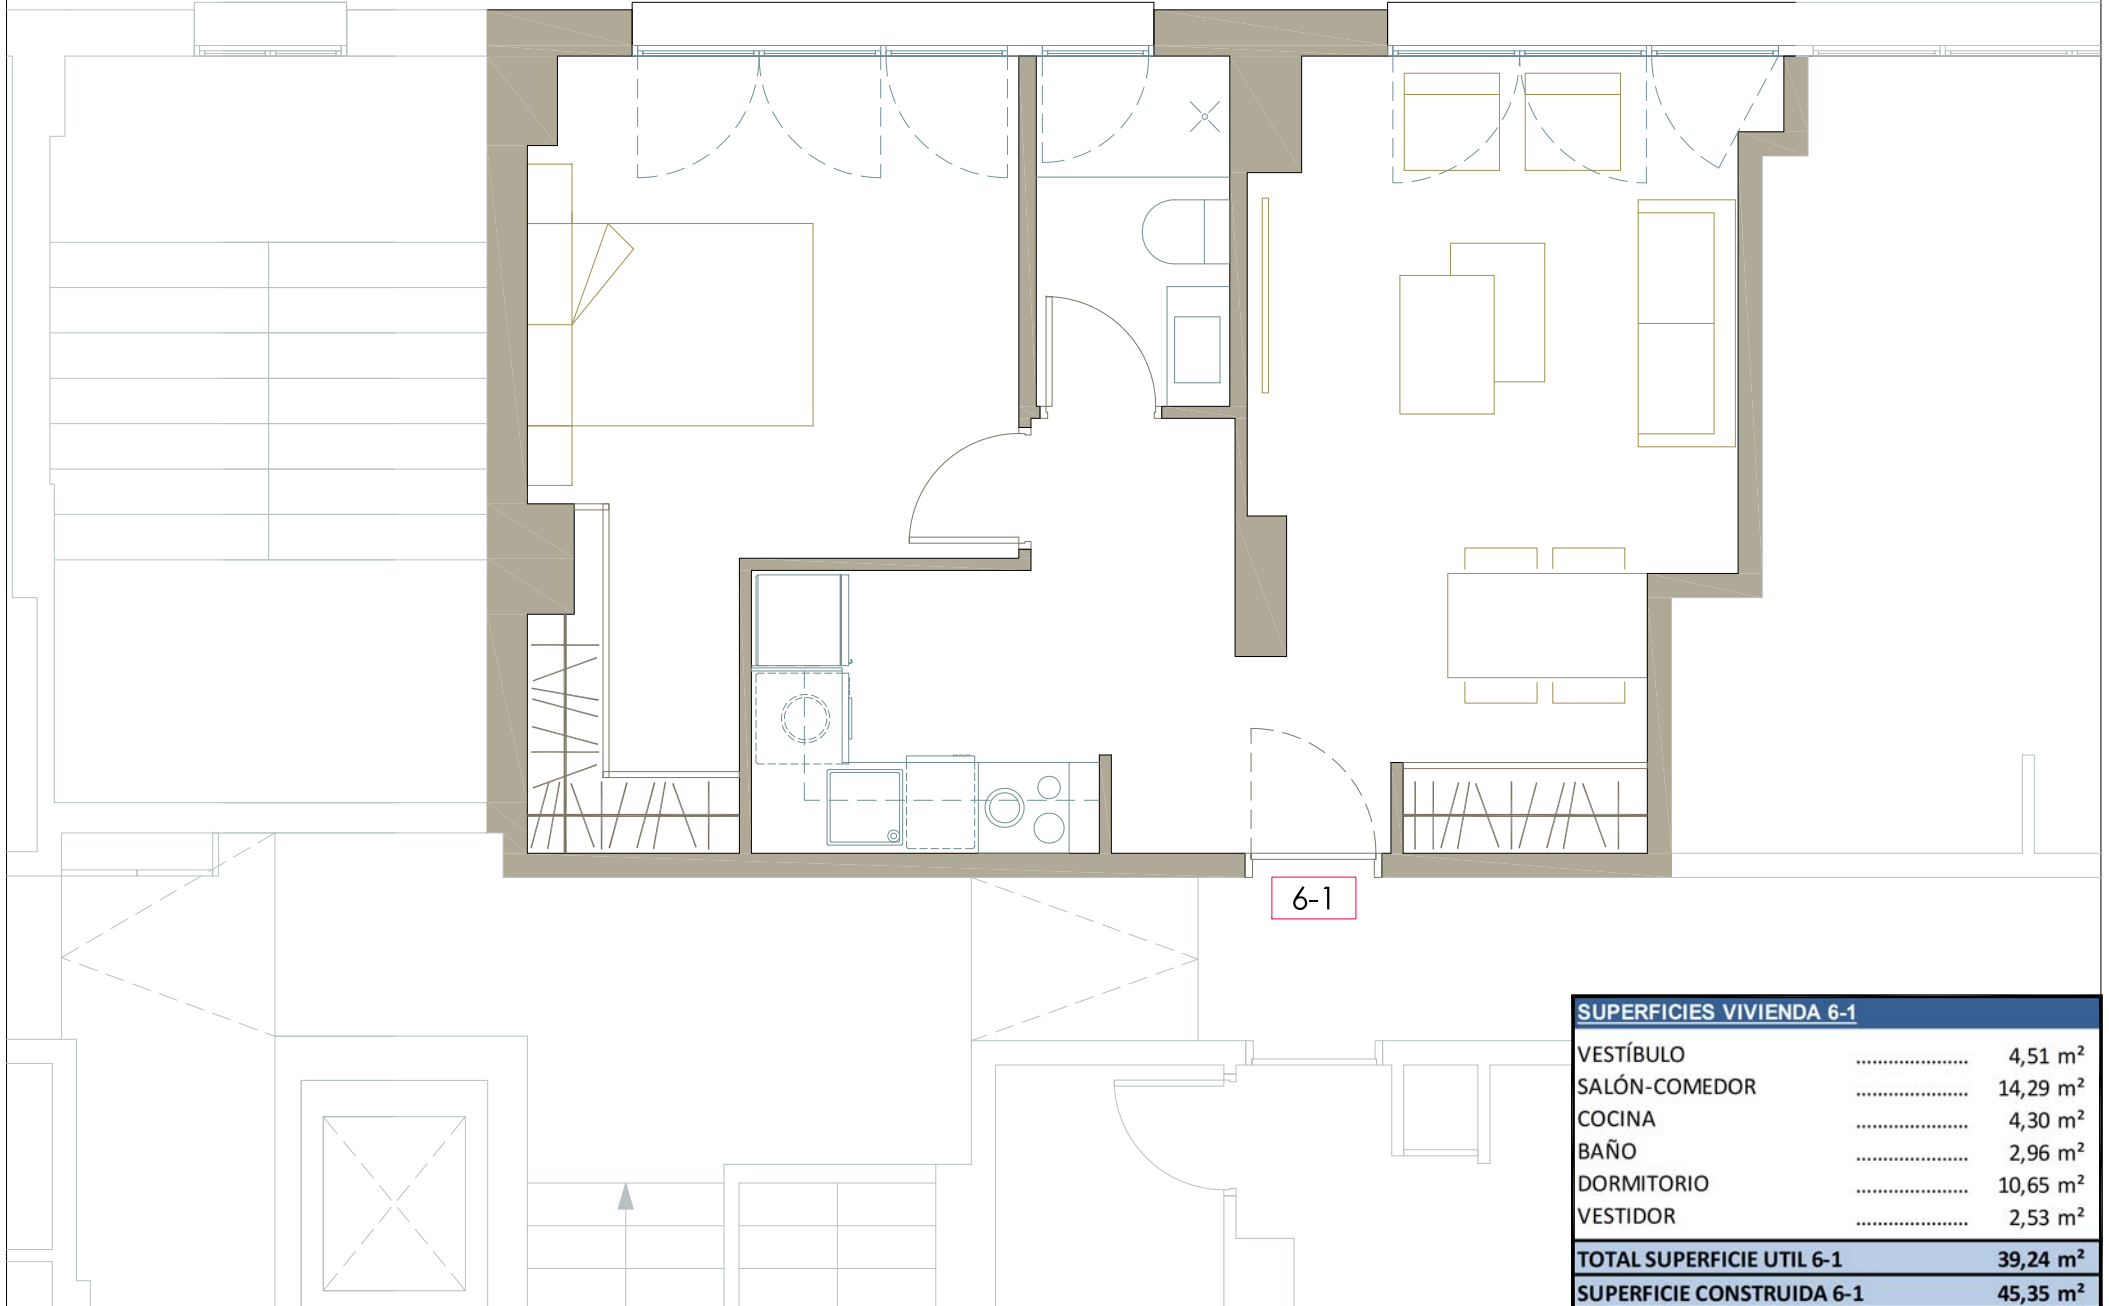 6-1
SUPERFICIES VIVIENDA 6-1
VESTÍBULO ..................... 4,51 m²
SALÓN-COMEDOR ..................... 14,29 m²
COCINA ..................... 4,30 m²
BAÑO ..................... 2,96 m²
DORMITORIO ..................... 10,65 m²
VESTIDOR ..................... 2,53 m²
TOTAL SUPERFICIE UTIL 6-1 39,24 m²
SUPERFICIE CONSTRUIDA 6-1 45,35 m²